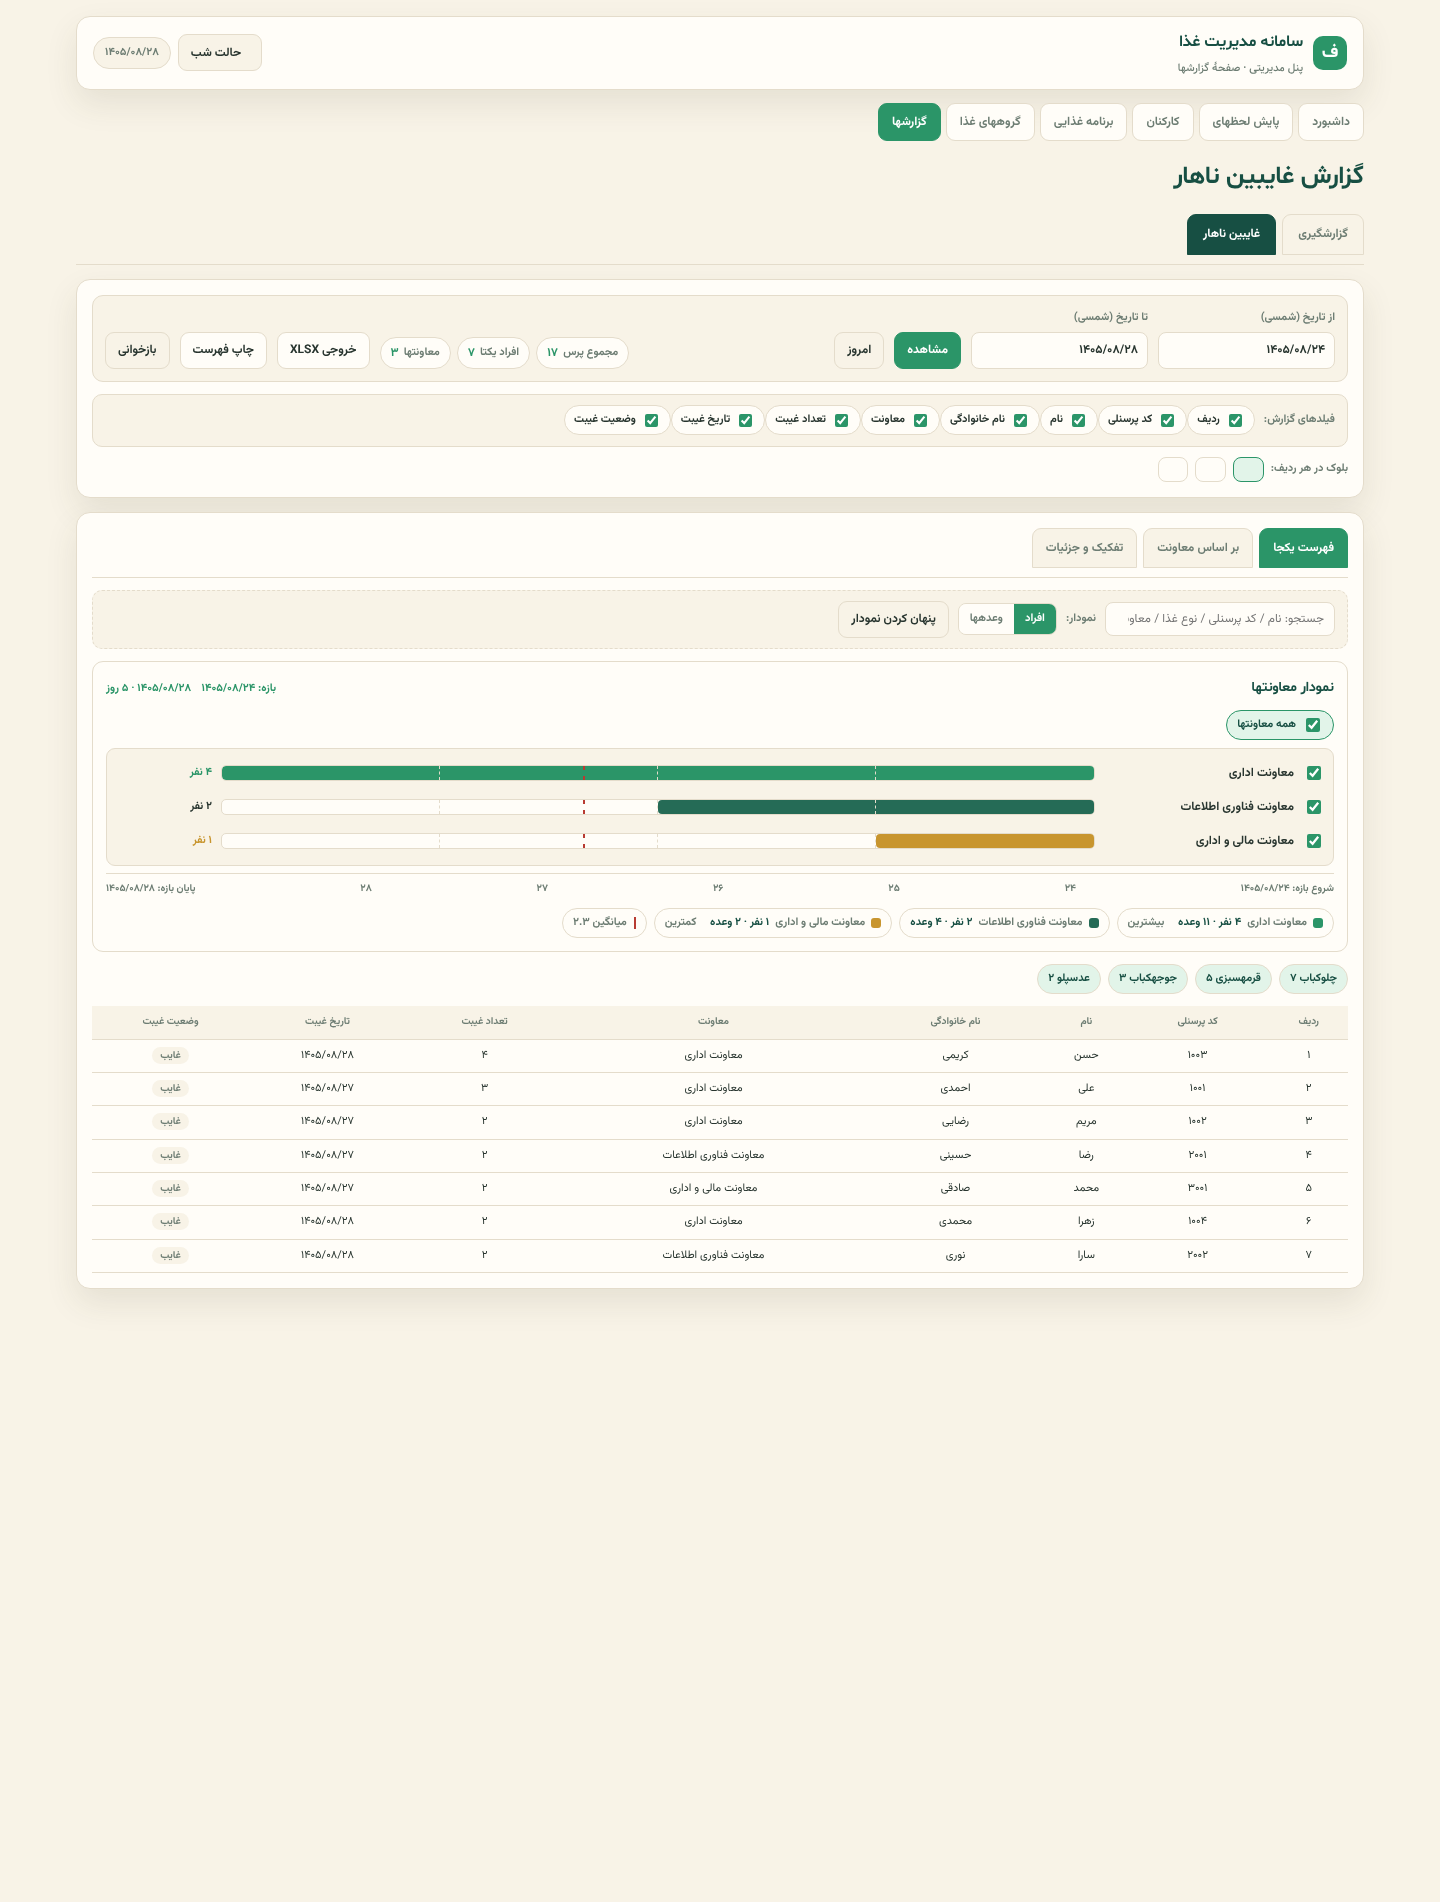 ف
سامانه مدیریت غذا
پنل مدیریتی · صفحهٔ گزارشها
حالت شب
۱۴۰۵/۰۸/۲۸
داشبورد
پایش لحظهای
کارکنان
برنامه غذایی
گروههای غذا
گزارشها
گزارش غایبین ناهار
گزارشگیری
غایبین ناهار
از تاریخ (شمسی)
تا تاریخ (شمسی)
۱۴۰۵/۰۸/۲۴
۱۴۰۵/۰۸/۲۸
مشاهده
امروز
مجموع پرس ۱۷
افراد یکتا ۷
معاونتها ۳
خروجی XLSX
چاپ فهرست
بازخوانی
فیلدهای گزارش:
ردیف
کد پرسنلی
نام
نام خانوادگی
معاونت
تعداد غیبت
تاریخ غیبت
وضعیت غیبت
بلوک در هر ردیف:
فهرست یکجا
بر اساس معاونت
تفکیک و جزئیات
جستجو: نام / کد پرسنلی / نوع غذا / معاو
نمودار:
افراد
وعدهها
پنهان کردن نمودار
نمودار معاونتها
بازه: ۱۴۰۵/۰۸/۲۴ ۱۴۰۵/۰۸/۲۸ · ۵ روز
همه معاونتها
معاونت اداری
۴ نفر
معاونت فناوری اطلاعات
۲ نفر
معاونت مالی و اداری
۱ نفر
شروع بازه: ۱۴۰۵/۰۸/۲۴
۲۴
۲۵
۲۶
۲۷
۲۸
پایان بازه: ۱۴۰۵/۰۸/۲۸
معاونت اداری ۴ نفر · ۱۱ وعده بیشترین
معاونت فناوری اطلاعات ۲ نفر · ۴ وعده
معاونت مالی و اداری ۱ نفر · ۲ وعده کمترین
میانگین ۲.۳
چلوکباب ۷
قرمهسبزی ۵
جوجهکباب ۳
عدسپلو ۲
ردیف کد پرسنلی نام نام خانوادگی معاونت تعداد غیبت تاریخ غیبت وضعیت غیبت
۱ ۱۰۰۳ حسن کریمی معاونت اداری ۴ ۱۴۰۵/۰۸/۲۸ غایب
۲ ۱۰۰۱ علی احمدی معاونت اداری ۳ ۱۴۰۵/۰۸/۲۷ غایب
۳ ۱۰۰۲ مریم رضایی معاونت اداری ۲ ۱۴۰۵/۰۸/۲۷ غایب
۴ ۲۰۰۱ رضا حسینی معاونت فناوری اطلاعات ۲ ۱۴۰۵/۰۸/۲۷ غایب
۵ ۳۰۰۱ محمد صادقی معاونت مالی و اداری ۲ ۱۴۰۵/۰۸/۲۷ غایب
۶ ۱۰۰۴ زهرا محمدی معاونت اداری ۲ ۱۴۰۵/۰۸/۲۸ غایب
۷ ۲۰۰۲ سارا نوری معاونت فناوری اطلاعات ۲ ۱۴۰۵/۰۸/۲۸ غایب